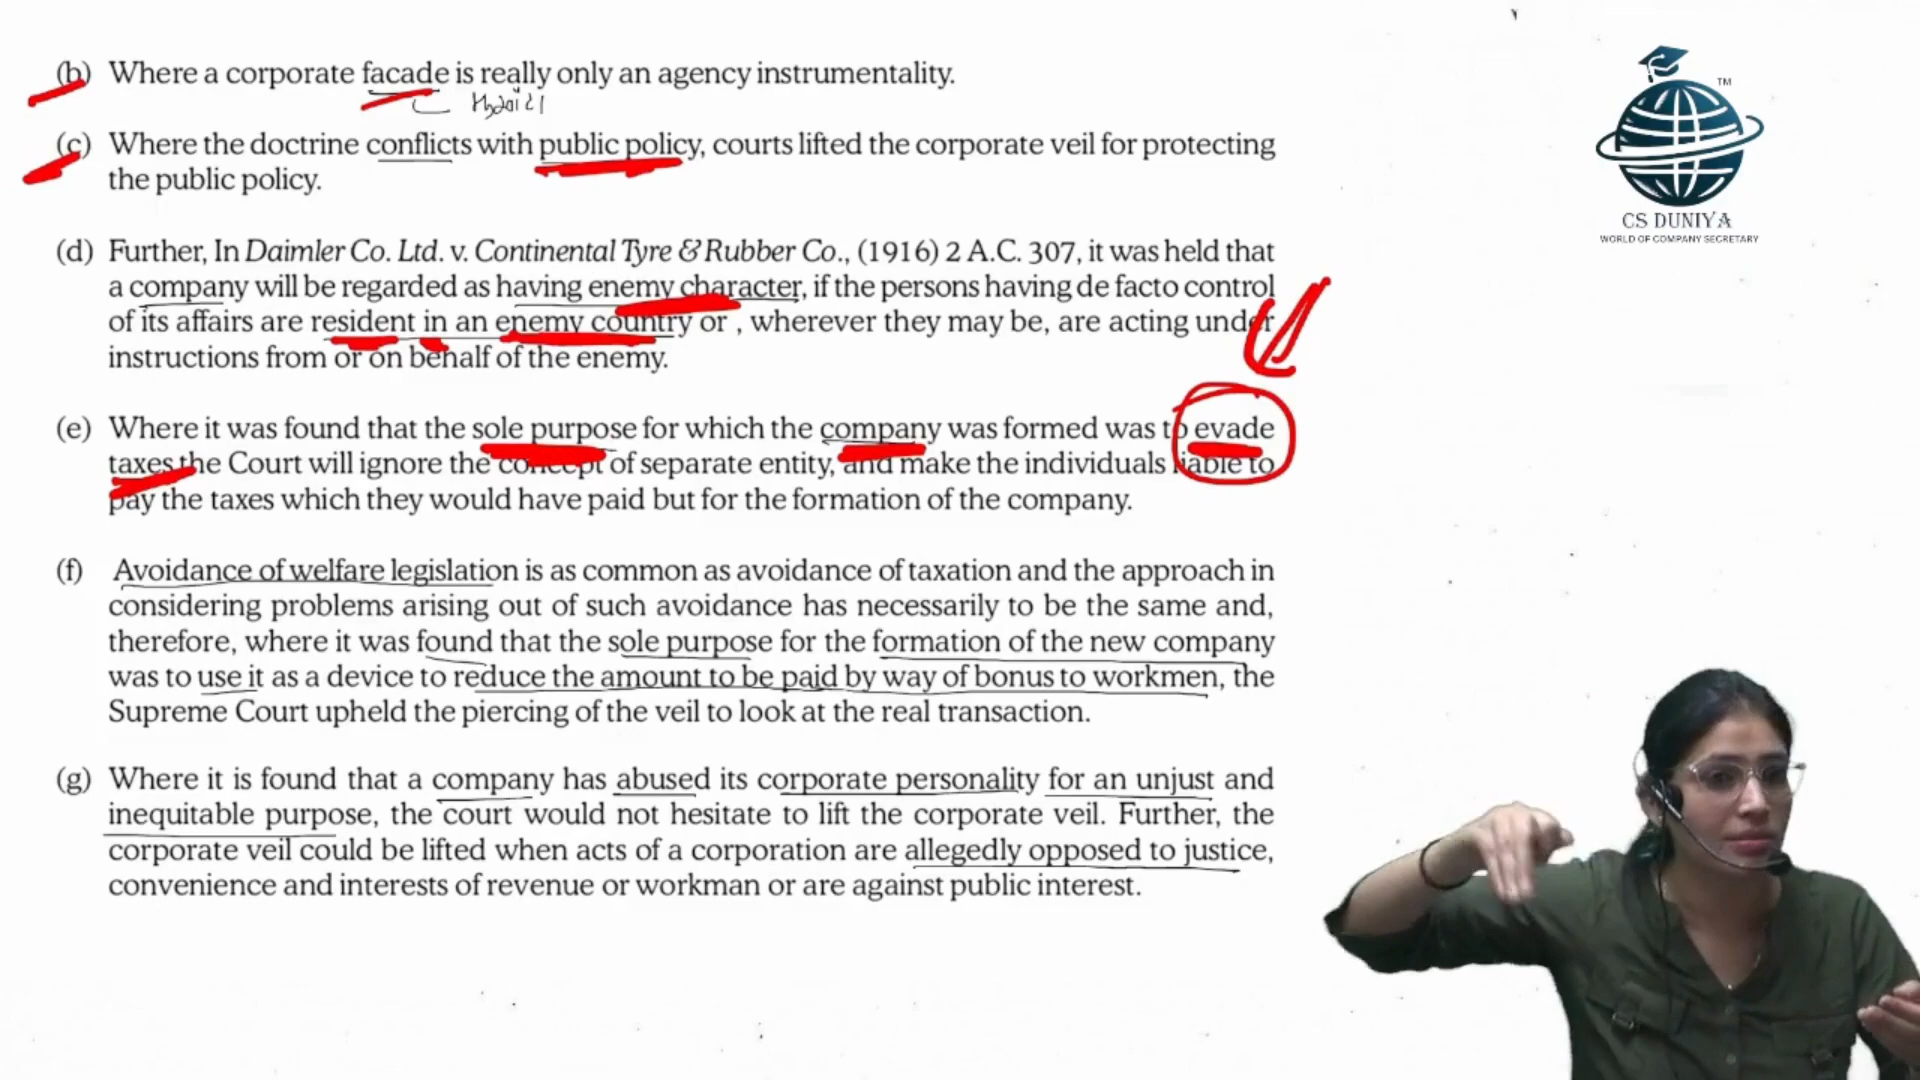 (b) Where a corporate facade is really only an agency instrumentality.
(c) Where the doctrine conflicts with public policy, courts lifted the corporate veil for protecting
the public policy.
(d) Further, In Daimler Co. Ltd. v. Continental Tyre & Rubber Co., (1916) 2 A.C. 307, it was held that
a company will be regarded as having enemy character, if the persons having de facto control
of its affairs are resident in an enemy country or , wherever they may be, are acting under
instructions from or on behalf of the enemy.
(e) Where it was found that the sole purpose for which the company was formed was to evade
taxes the Court will ignore the concept of separate entity, and make the individuals liable to
pay the taxes which they would have paid but for the formation of the company.
(f) Avoidance of welfare legislation is as common as avoidance of taxation and the approach in
considering problems arising out of such avoidance has necessarily to be the same and,
therefore, where it was found that the sole purpose for the formation of the new company
was to use it as a device to reduce the amount to be paid by way of bonus to workmen, the
Supreme Court upheld the piercing of the veil to look at the real transaction.
(g) Where it is found that a company has abused its corporate personality for an unjust and
inequitable purpose, the court would not hesitate to lift the corporate veil. Further, the
corporate veil could be lifted when acts of a corporation are allegedly opposed to justice,
convenience and interests of revenue or workman or are against public interest.
TM
CS DUNIYA
WORLD OF COMPANY SECRETARY